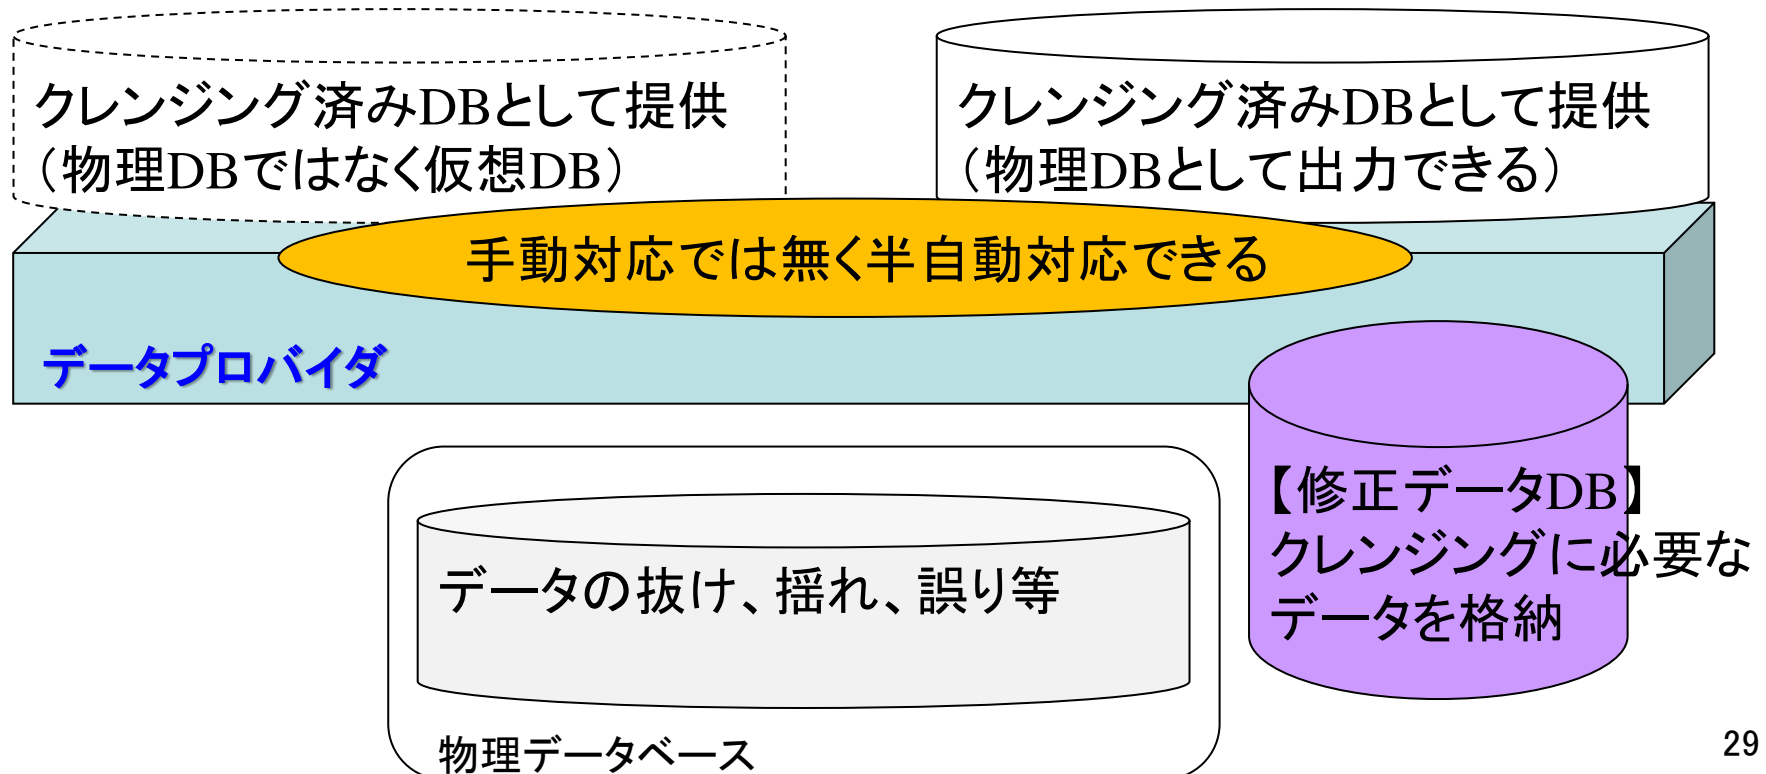 クレンジング済みDBとして提供
（物理DBではなく仮想DB）
クレンジング済みDBとして提供
（物理DBとして出力できる）
手動対応では無く半自動対応できる
データプロバイダ
【修正データDB】
クレンジングに必要な
データを格納
データの抜け、揺れ、誤り等
物理データベース
29